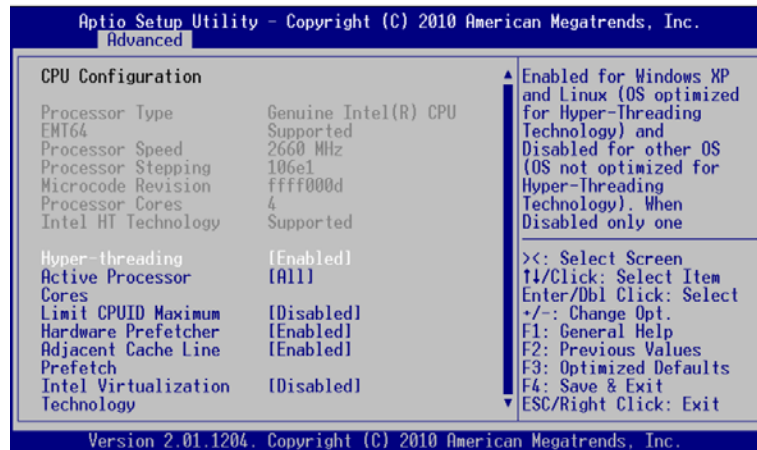 Aptio Setup Utility - Copyright (C) 2010 American Megatrends, Inc.
Advanced
CPU Configuration
Processor Type Genuine Intel(R) CPU
EMT64 Supported
Processor Speed 2660 MHz
Processor Stepping 106e1
Microcode Revision ffff000d
Processor Cores 4
Intel HT Technology Supported
Hyper-threading [Enabled]
Active Processor [All]
Cores
Limit CPUID Maximum [Disabled]
Hardware Prefetcher [Enabled]
Adjacent Cache Line [Enabled]
Prefetch
Intel Virtualization [Disabled]
Technology
Enabled for Windows XP
and Linux (OS optimized
for Hyper-Threading
Technology) and
Disabled for other OS
(OS not optimized for
Hyper-Threading
Technology). When
Disabled only one
><: Select Screen
↑↓/Click: Select Item
Enter/Dbl Click: Select
+/-: Change Opt.
F1: General Help
F2: Previous Values
F3: Optimized Defaults
F4: Save & Exit
ESC/Right Click: Exit
Version 2.01.1204. Copyright (C) 2010 American Megatrends, Inc.